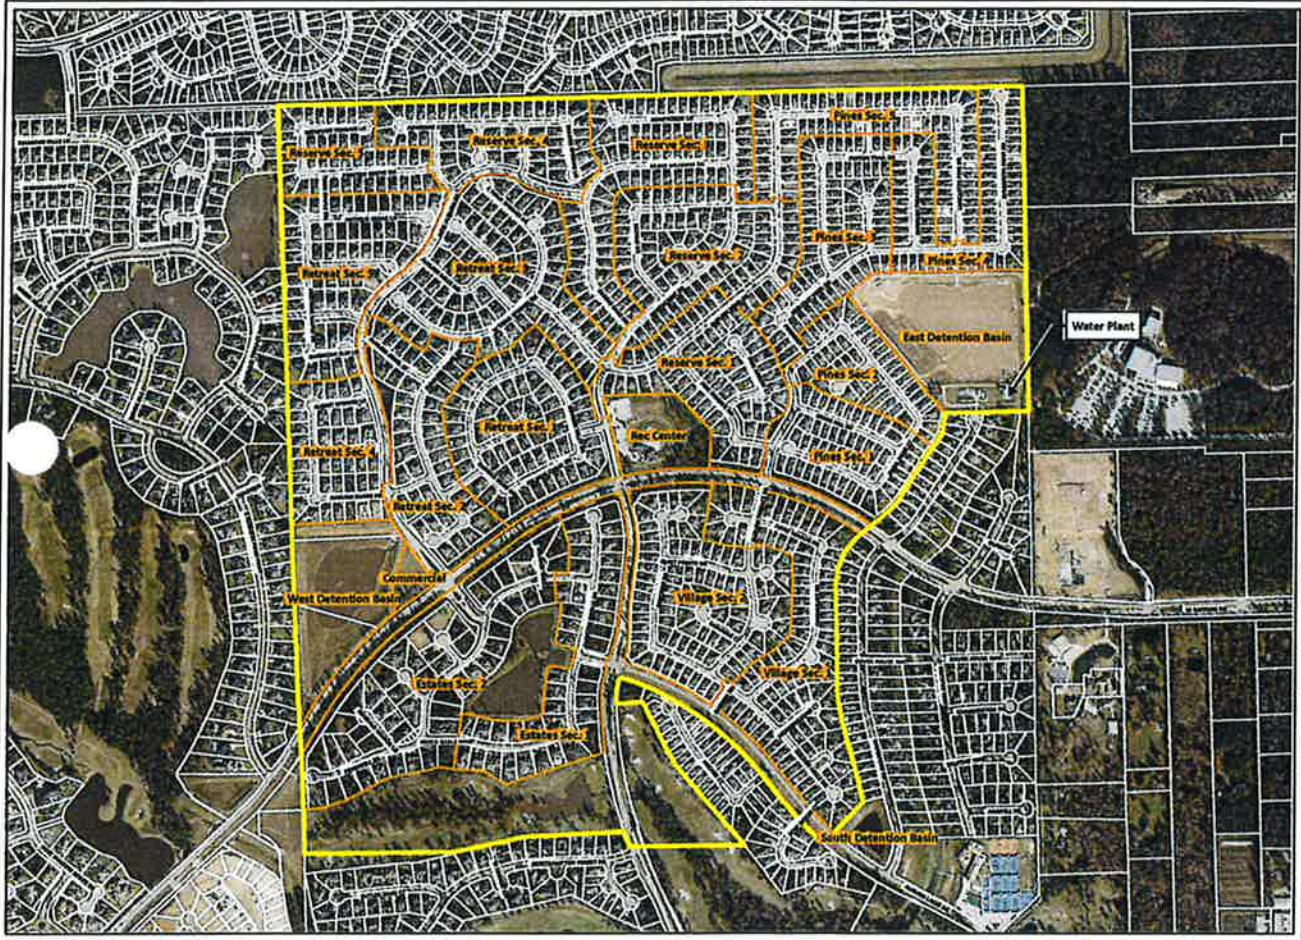 Pines Sec. 5
Reserve Sec. 4
Reserve Sec. 3
Reserve Sec. 5
Pines Sec. 3
Reserve Sec. 2
Pines Sec. 4
Retreat Sec. 5
Retreat Sec. 3
Water Plant
East Detention Basin
Reserve Sec. 1
Pines Sec. 2
Retreat Sec. 1
Rec Center
Retreat Sec. 4
Pines Sec. 1
Retreat Sec. 2
Commercial
West Detention Basin
Village Sec. 2
Village Sec. 1
Estates Sec. 2
Estates Sec. 1
South Detention Basin